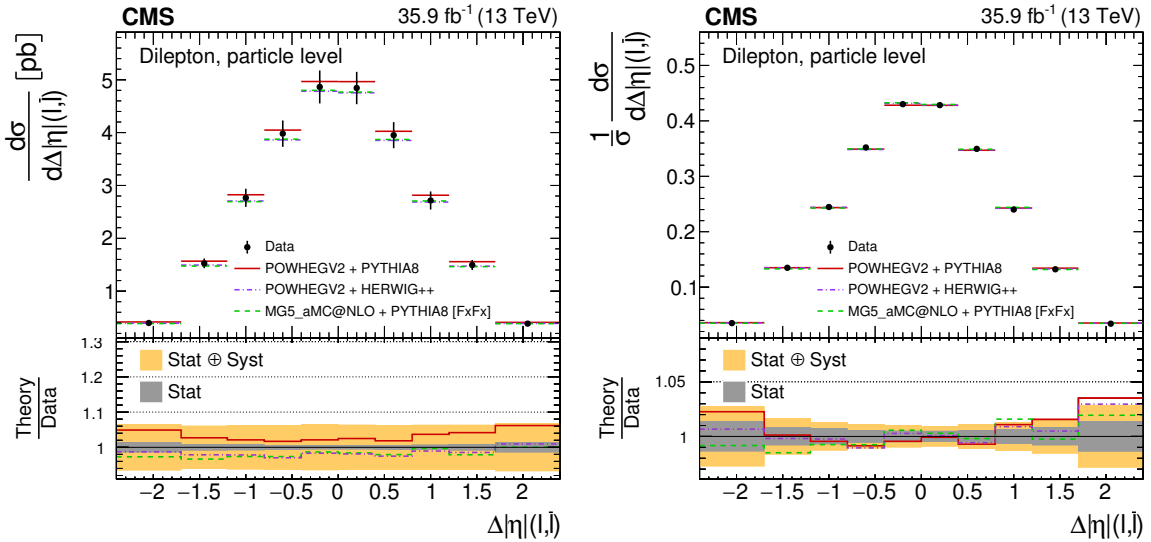 CMS 35.9 fb⁻¹ (13 TeV)
Dilepton, particle level
dσ/dΔ|η|(l,l̄) [pb]
5
4
3
2
1
Data
POWHEGV2 + PYTHIA8
POWHEGV2 + HERWIG++
MG5_aMC@NLO + PYTHIA8 [FxFx]
Theory/Data
1.3
1.2
1.1
1
Stat ⊕ Syst
Stat
−2 −1.5 −1 −0.5 0 0.5 1 1.5 2
Δ|η|(l,l̄)
CMS 35.9 fb⁻¹ (13 TeV)
Dilepton, particle level
1/σ dσ/dΔ|η|(l,l̄)
0.5
0.4
0.3
0.2
0.1
Data
POWHEGV2 + PYTHIA8
POWHEGV2 + HERWIG++
MG5_aMC@NLO + PYTHIA8 [FxFx]
Theory/Data
1.05
1
Stat ⊕ Syst
Stat
−2 −1.5 −1 −0.5 0 0.5 1 1.5 2
Δ|η|(l,l̄)